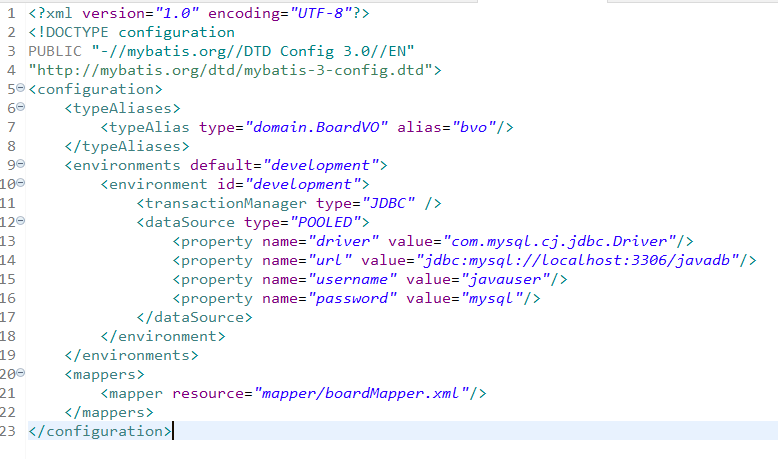 1 <?xml version="1.0" encoding="UTF-8"?>
2 <!DOCTYPE configuration
3 PUBLIC "-//mybatis.org//DTD Config 3.0//EN"
4 "http://mybatis.org/dtd/mybatis-3-config.dtd">
5 <configuration>
6     <typeAliases>
7         <typeAlias type="domain.BoardVO" alias="bvo"/>
8     </typeAliases>
9     <environments default="development">
10         <environment id="development">
11             <transactionManager type="JDBC" />
12             <dataSource type="POOLED">
13                 <property name="driver" value="com.mysql.cj.jdbc.Driver"/>
14                 <property name="url" value="jdbc:mysql://localhost:3306/javadb"/>
15                 <property name="username" value="javauser"/>
16                 <property name="password" value="mysql"/>
17             </dataSource>
18         </environment>
19     </environments>
20     <mappers>
21         <mapper resource="mapper/boardMapper.xml"/>
22     </mappers>
23 </configuration>